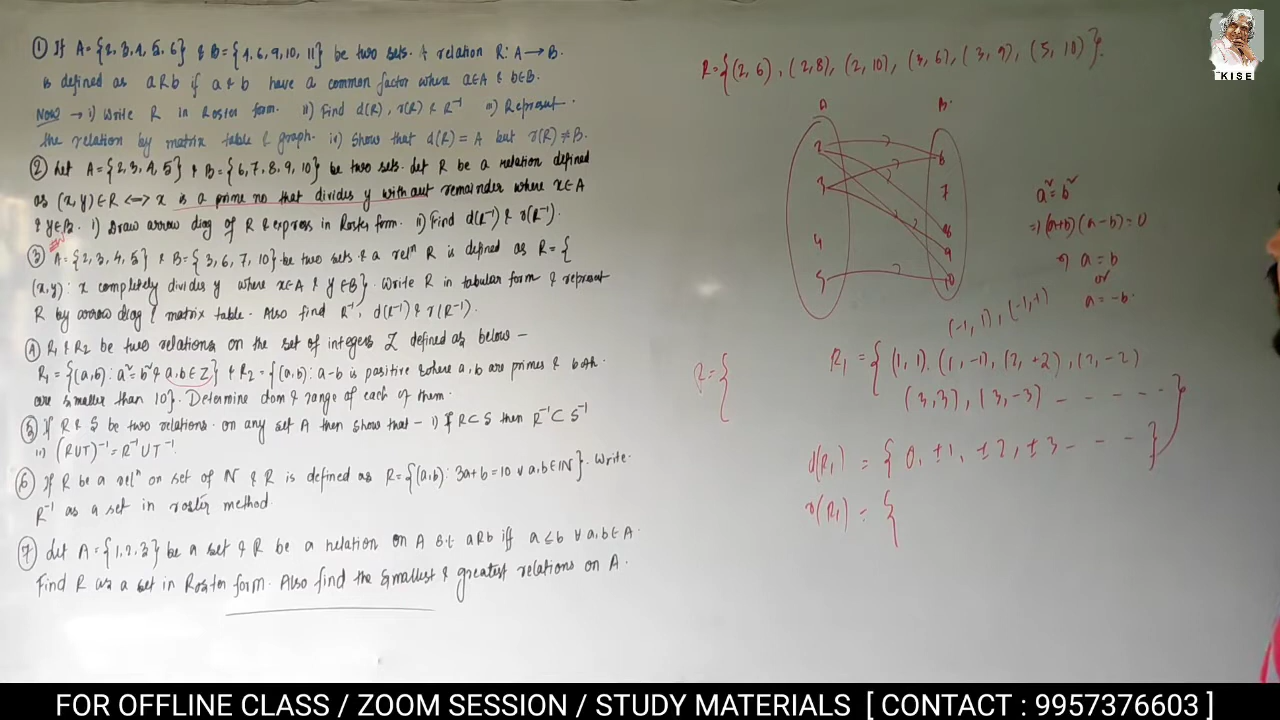 ① If A = {2, 3, 4, 5, 6} & B = {4, 6, 9, 10, 11} be two sets. A relation R: A → B.
is defined as aRb if a & b have a common factor where a∈A & b∈B.
Now → i) Write R in Roster form. ii) Find d(R), r(R) & R⁻¹ iii) Represent
the relation by matrix table & graph. iv) Show that d(R) = A but r(R) ≠ B.
② Let A = {2, 3, 4, 5} & B = {6, 7, 8, 9, 10} be two sets. Let R be a relation defined
as (x, y) ∈ R <=> x is a prime no that divides y without remainder where x∈A
& y∈B. i) Draw arrow diag of R & express in Roster form. ii) Find d(R⁻¹) & r(R⁻¹).
③ A = {2, 3, 4, 5} & B = {3, 6, 7, 10} be two sets & a relⁿ R is defined as R = {
(x, y): x completely divides y where x∈A & y∈B}. Write R in tabular form & represent
R by arrow diag & matrix table. Also find R⁻¹, d(R⁻¹) & r(R⁻¹).
④ R₁ & R₂ be two relations on the set of integers Z defined as below –
R₁ = {(a, b): a² = b² & a, b ∈ Z} & R₂ = {(a, b): a-b is positive where a, b are primes & both
are smaller than 10}. Determine dom & range of each of them.
⑤ If R & S be two relations on any set A then show that – i) If R ⊂ S then R⁻¹ ⊂ S⁻¹
ii) (RUT)⁻¹ = R⁻¹ U T⁻¹.
⑥ If R be a relⁿ on set of N & R is defined as R = {(a, b): 3a + b = 10 ∀ a, b ∈ IN}. Write
R⁻¹ as a set in roster method.
⑦ Let A = {1, 2, 3} be a set & R be a relation on A s.t aRb iff a ≤ b ∀ a, b ∈ A.
Find R as a set in Roster form. Also find the smallest & greatest relations on A.
R = {(2, 6), (2, 8), (2, 10), (3, 6), (3, 9), (5, 10)}.
A B
2 6
3 7
4 8
9
5 10
a² = b²
⇒ (a+b)(a-b) = 0
⇒ a = b
or
a = -b
(-1, 1), (-1, -1)
R = {
R₁ = {(1, 1). (1, -1), (2, +2), (2, -2)
(3, 3), (3, -3) - - - - - }
d(R₁) = {0, ±1, ±2, ±3 - - - }
r(R₁) = {
KISE
FOR OFFLINE CLASS / ZOOM SESSION / STUDY MATERIALS [ CONTACT : 9957376603 ]